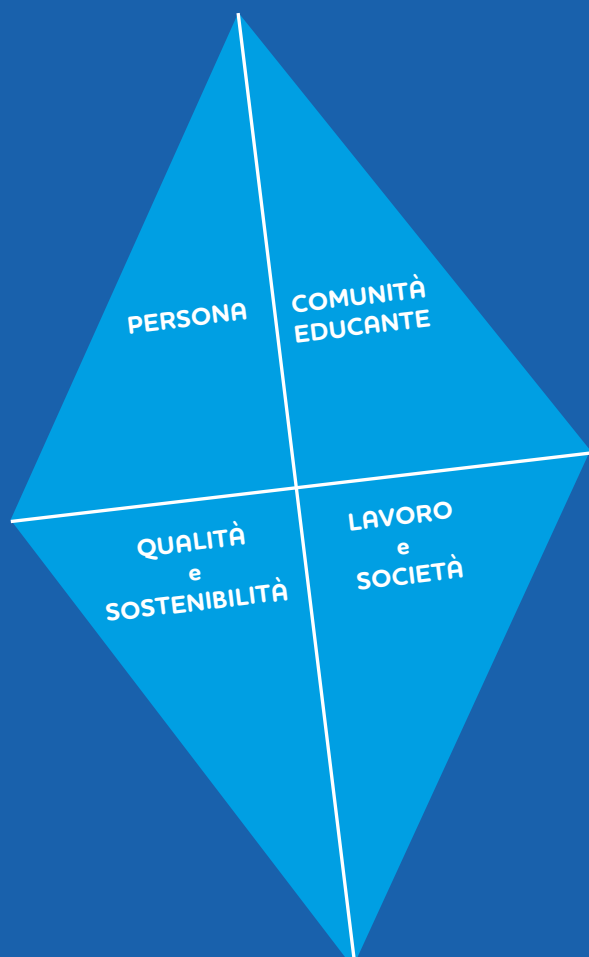 PERSONA
COMUNITÀ
EDUCANTE
QUALITÀ
e
SOSTENIBILITÀ
LAVORO
e
SOCIETÀ